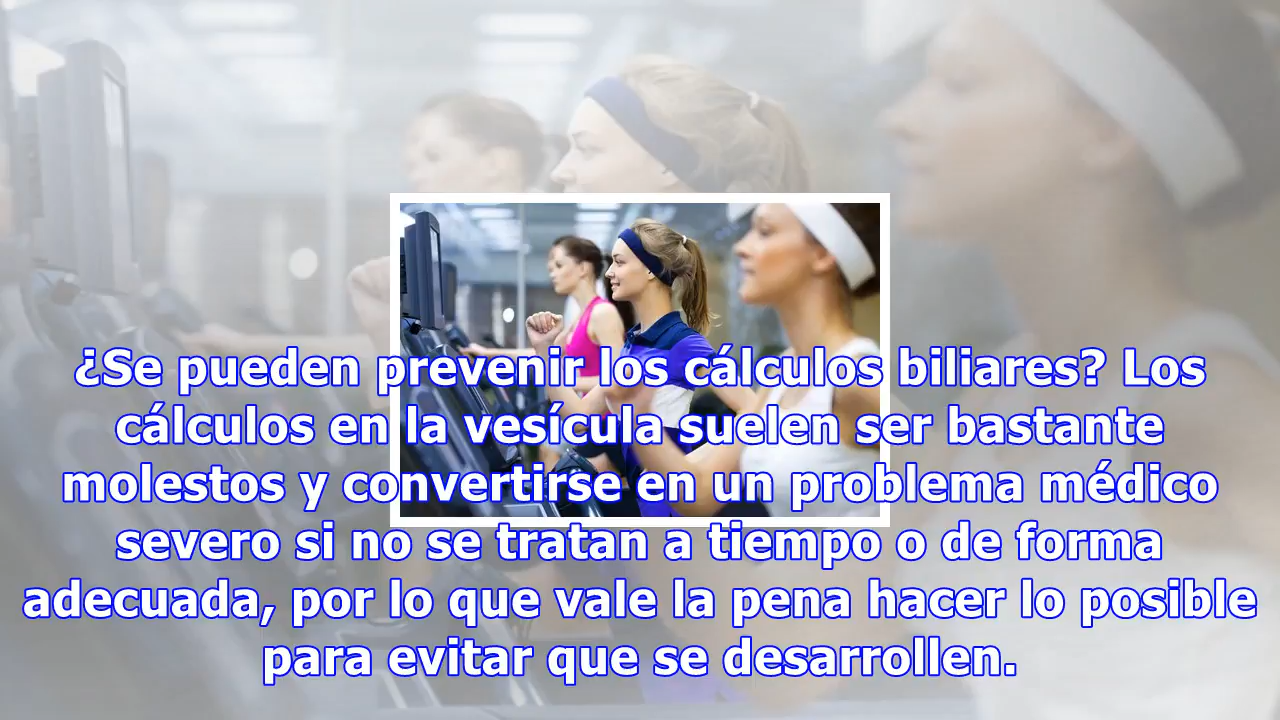 ¿Se pueden prevenir los cálculos biliares? Los
cálculos en la vesícula suelen ser bastante
molestos y convertirse en un problema médico
severo si no se tratan a tiempo o de forma
adecuada, por lo que vale la pena hacer lo posible
para evitar que se desarrollen.